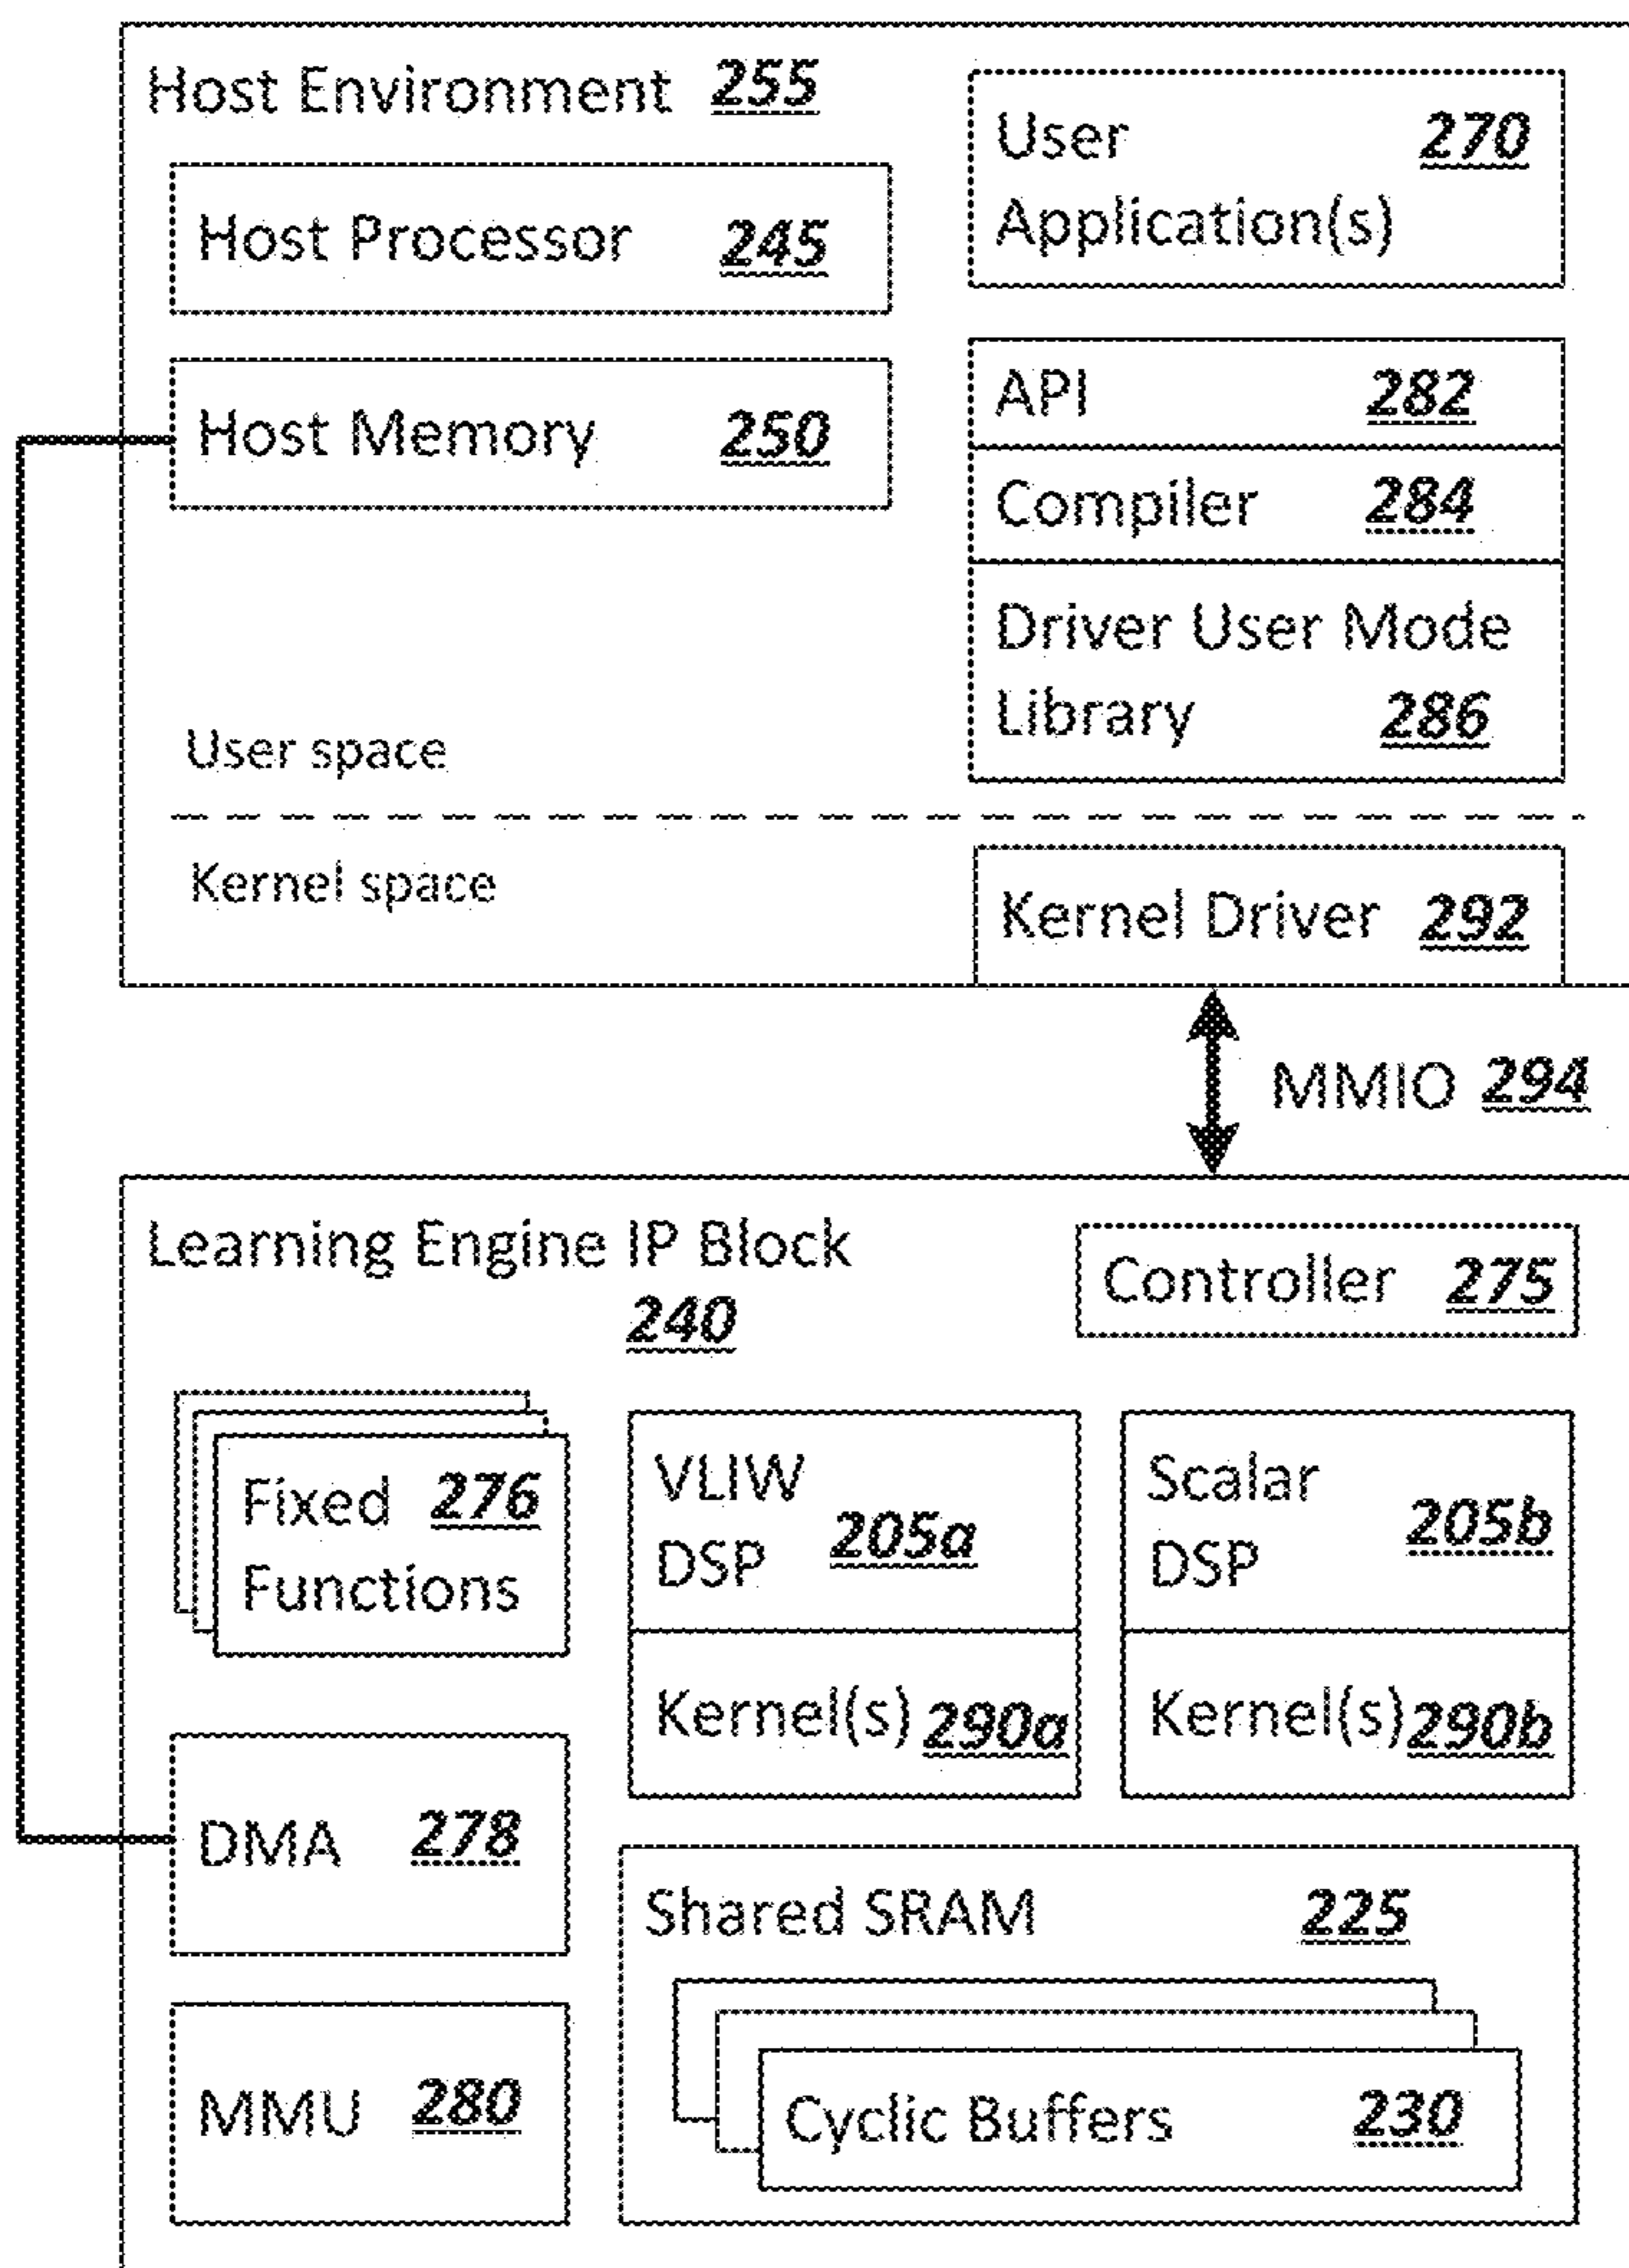 Host Environment 255
Host Processor 245
Host Memory 250
User space
Kernel space
User 270
Application(s)
API 282
Compiler 284
Driver User Mode
Library 286
Kernel Driver 292
MMIO 294
Learning Engine IP Block
240
Controller 275
Fixed 276
Functions
VLIW
DSP 205a
Kernel(s) 290a
Scalar
DSP 205b
Kernel(s) 290b
DMA 278
MMU 280
Shared SRAM 225
Cyclic Buffers 230